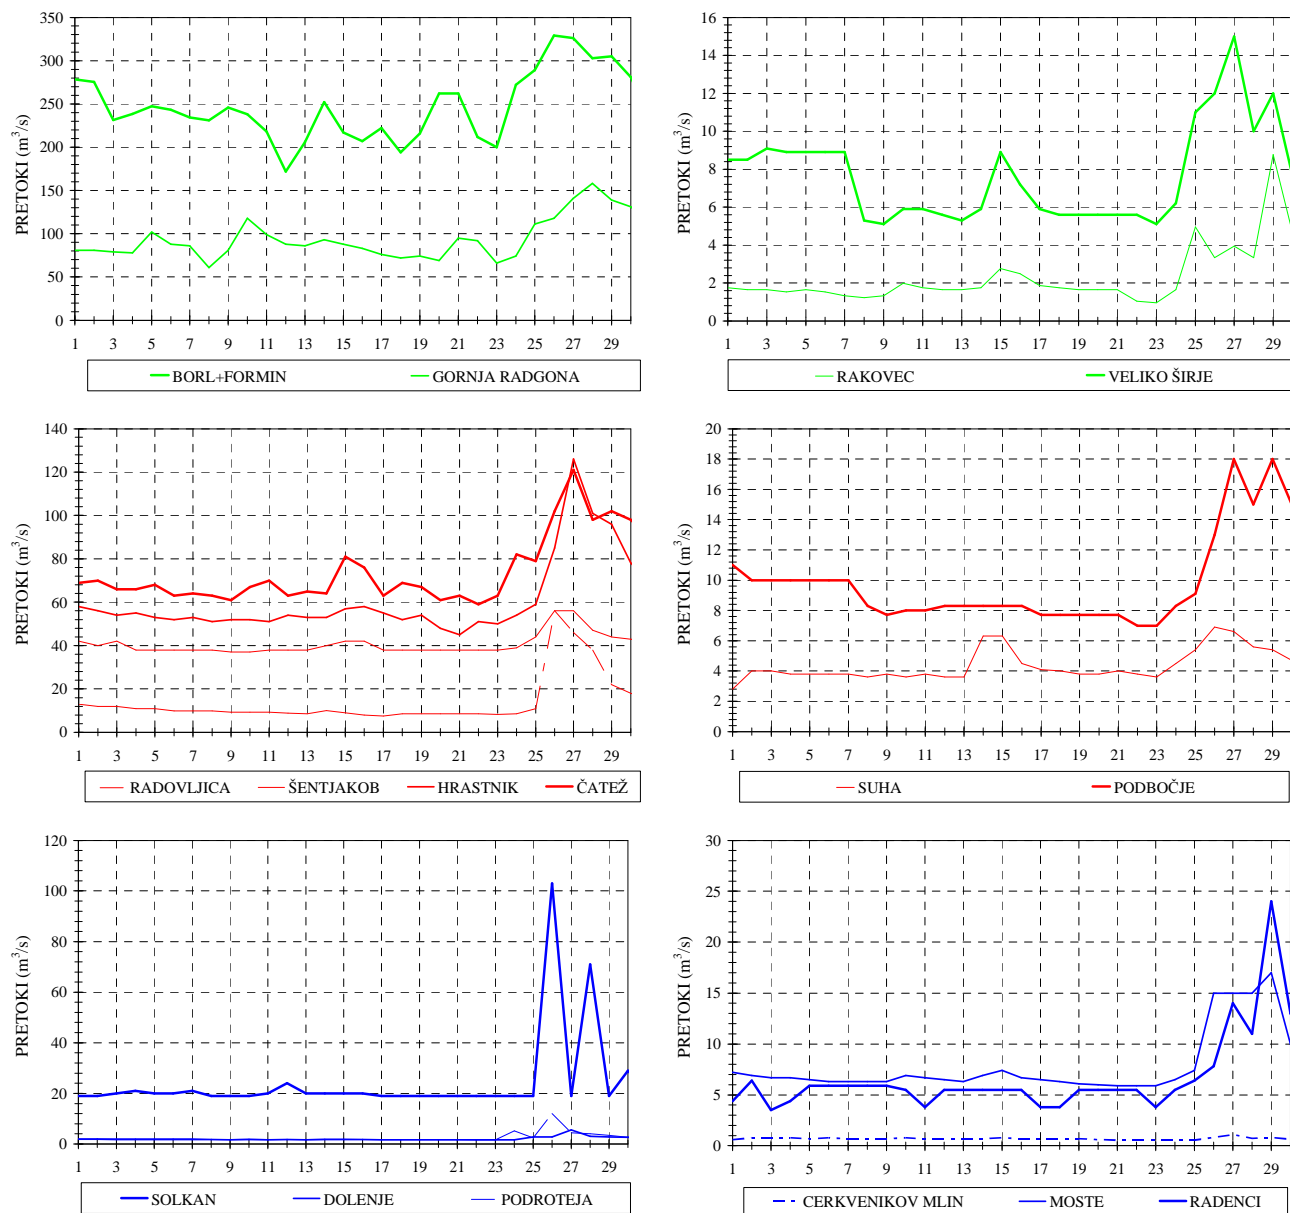 350
300
250
200
150
100
50
0
PRETOKI (m³/s)
1 3 5 7 9 11 13 15 17 19 21 23 25 27 29
BORL+FORMIN GORNJA RADGONA
16
14
12
10
8
6
4
2
0
PRETOKI (m³/s)
1 3 5 7 9 11 13 15 17 19 21 23 25 27 29
RAKOVEC VELIKO ŠIRJE
140
120
100
80
60
40
20
0
PRETOKI (m³/s)
1 3 5 7 9 11 13 15 17 19 21 23 25 27 29
RADOVLJICA ŠENTJAKOB HRASTNIK ČATEŽ
20
18
16
14
12
10
8
6
4
2
0
PRETOKI (m³/s)
1 3 5 7 9 11 13 15 17 19 21 23 25 27 29
SUHA PODBOČJE
120
100
80
60
40
20
0
PRETOKI (m³/s)
1 3 5 7 9 11 13 15 17 19 21 23 25 27 29
SOLKAN DOLENJE PODROTEJA
30
25
20
15
10
5
0
PRETOKI (m³/s)
1 3 5 7 9 11 13 15 17 19 21 23 25 27 29
CERKVENIKOV MLIN MOSTE RADENCI